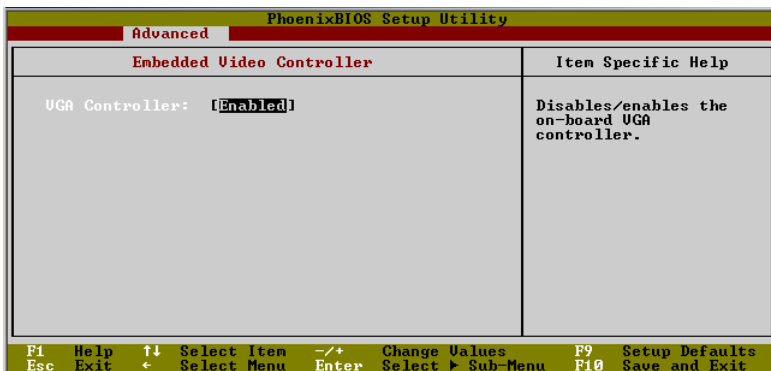 PhoenixBIOS Setup Utility
Advanced
Embedded Video Controller
Item Specific Help
VGA Controller: [Enabled]
Disables/enables the
on-board VGA
controller.
F1 Help ↑↓ Select Item -/+ Change Values F9 Setup Defaults
Esc Exit ← Select Menu Enter Select ▶ Sub-Menu F10 Save and Exit